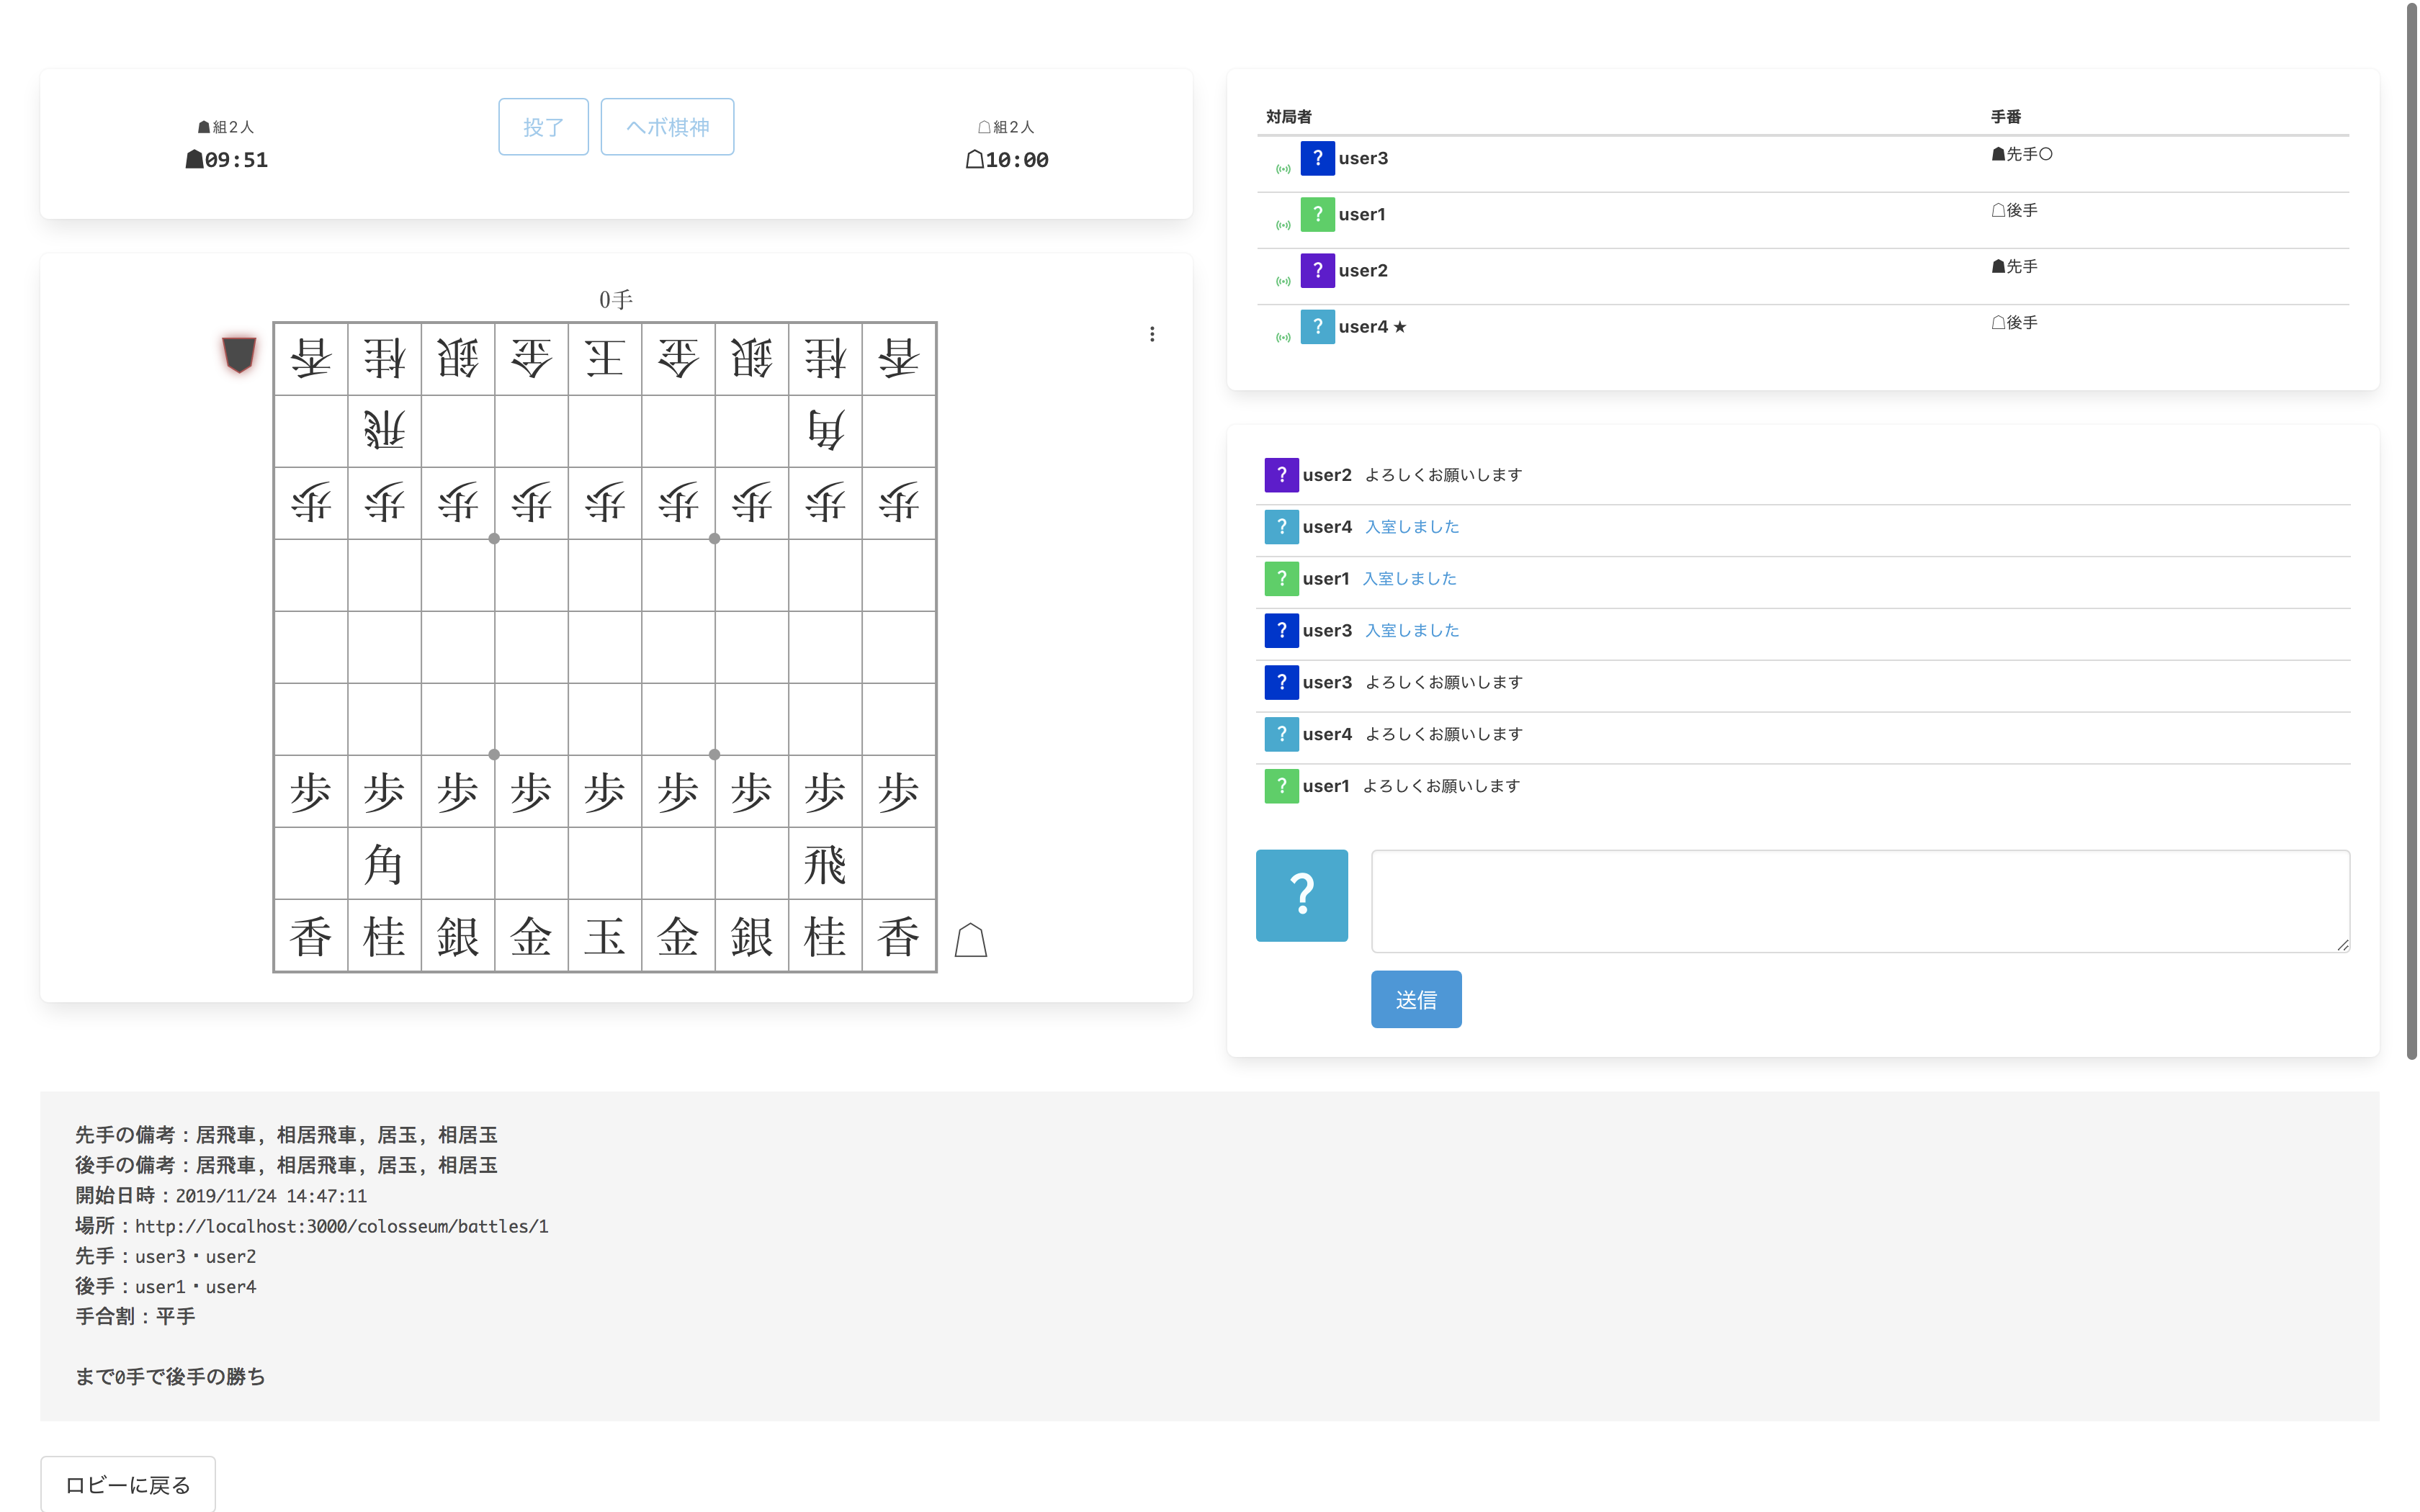 ☗組2人
☗09:51
投了
ヘボ棋神
☖組2人
☖10:00
0手
香桂銀金王金銀桂香
飛角
歩歩歩歩歩歩歩歩歩
歩歩歩歩歩歩歩歩歩
角飛
香桂銀金玉金銀桂香
対局者 手番
? user3 ☗先手〇
? user1 ☖後手
? user2 ☗先手
? user4 ★ ☖後手
? user2 よろしくお願いします
? user4 入室しました
? user1 入室しました
? user3 入室しました
? user3 よろしくお願いします
? user4 よろしくお願いします
? user1 よろしくお願いします
?
送信
先手の備考：居飛車, 相居飛車, 居玉, 相居玉
後手の備考：居飛車, 相居飛車, 居玉, 相居玉
開始日時：2019/11/24 14:47:11
場所：http://localhost:3000/colosseum/battles/1
先手：user3・user2
後手：user1・user4
手合割：平手
まで0手で後手の勝ち
ロビーに戻る